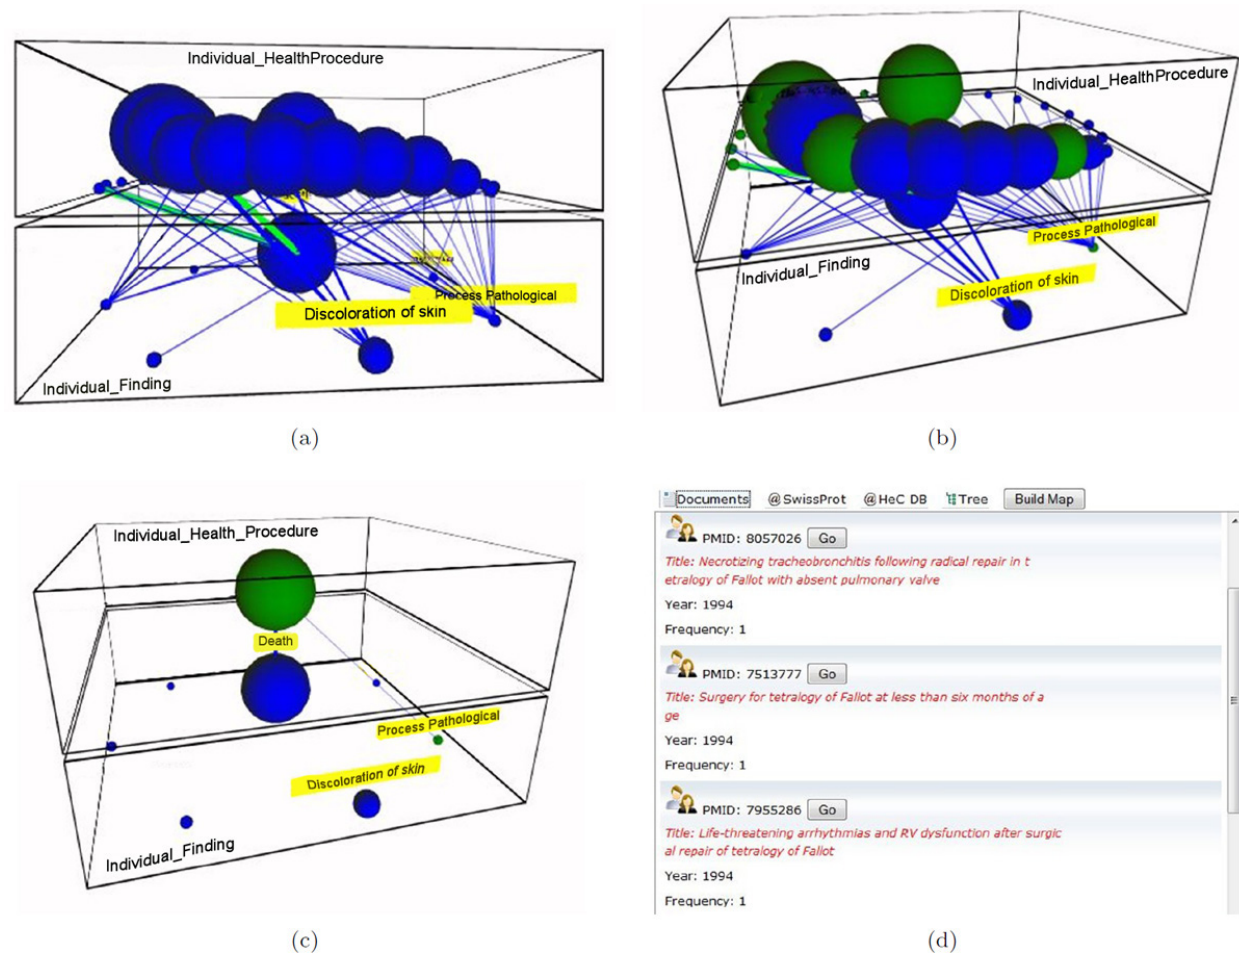 Individual_HealthProcedure
Process Pathological
Discoloration of skin
Individual_Finding
(a)
Individual_HealthProcedure
Process Pathological
Individual_Finding
Discoloration of skin
(b)
Individual_Health_Procedure
Death
Process Pathological
Discoloration of skin
Individual_Finding
(c)
Documents @SwissProt @HeC DB Tree Build Map
PMID: 8057026 Go
Title: Necrotizing tracheobronchitis following radical repair in t
etralogy of Fallot with absent pulmonary valve
Year: 1994
Frequency: 1
PMID: 7513777 Go
Title: Surgery for tetralogy of Fallot at less than six months of a
ge
Year: 1994
Frequency: 1
PMID: 7955286 Go
Title: Life-threatening arrhythmias and RV dysfunction after surgic
al repair of tetralogy of Fallot
Year: 1994
Frequency: 1
(d)